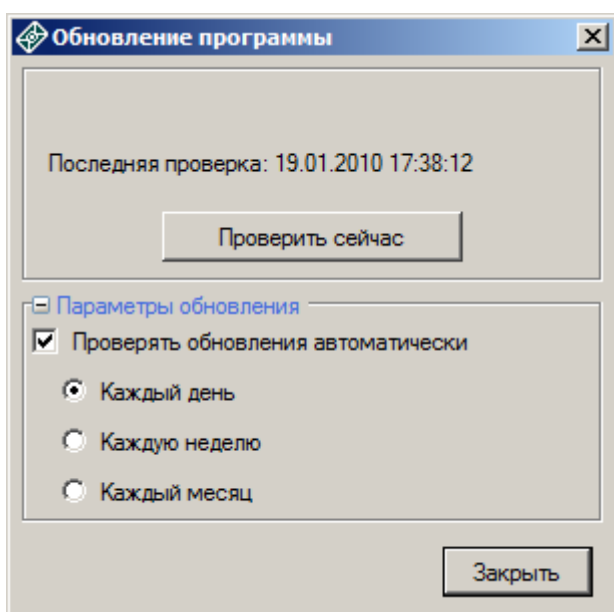 Обновление программы
Последняя проверка: 19.01.2010 17:38:12
Проверить сейчас
Параметры обновления
Проверять обновления автоматически
Каждый день
Каждую неделю
Каждый месяц
Закрыть